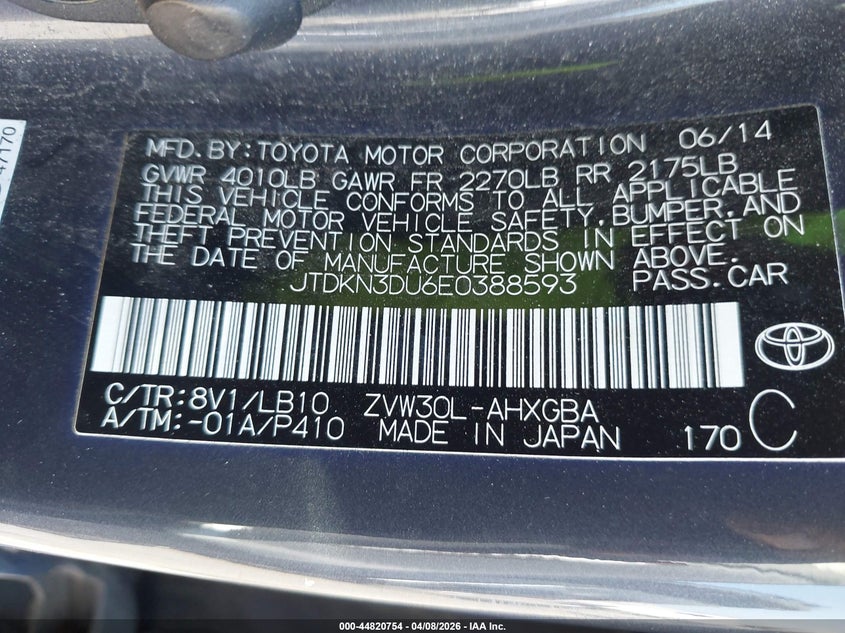 47170
MFD.BY:TOYOTA MOTOR CORPORATION 06/14
GVWR 4010LB GAWR FR 2270LB RR 2175LB
THIS VEHICLE CONFORMS TO ALL APPLICABLE
FEDERAL MOTOR VEHICLE SAFETY,BUMPER,AND
THEFT PREVENTION STANDARDS IN EFFECT ON
THE DATE OF MANUFACTURE SHOWN ABOVE.
JTDKN3DU6E0388593 PASS.CAR
C/TR:8V1/LB10 ZVW30L-AHXGBA
A/TM:-01A/P410 MADE IN JAPAN 170 C
000-44820754 - 04/08/2026 - IAA Inc.